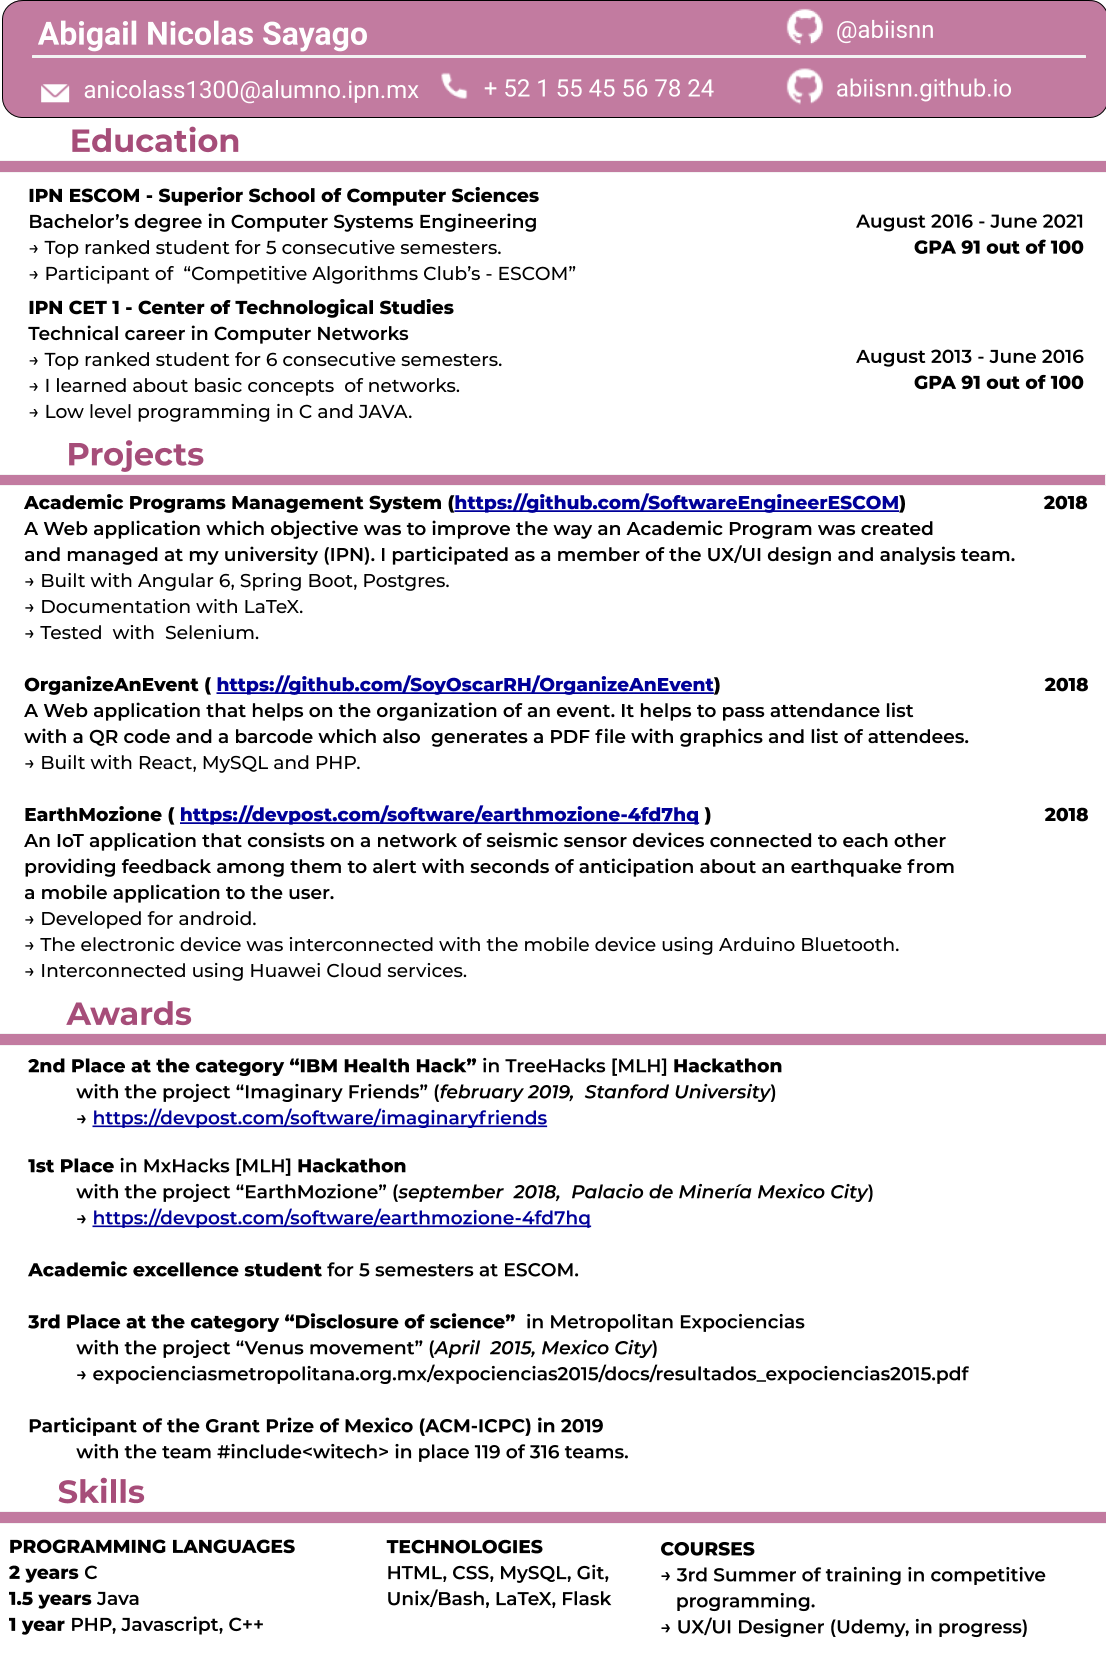 Abigail Nicolas Sayago
@abiisnn
anicolass1300@alumno.ipn.mx
+ 52 1 55 45 56 78 24
abiisnn.github.io
Education
IPN ESCOM - Superior School of Computer Sciences
Bachelor’s degree in Computer Systems Engineering
August 2016 - June 2021
→ Top ranked student for 5 consecutive semesters.
GPA 91 out of 100
→ Participant of “Competitive Algorithms Club’s - ESCOM”
IPN CET 1 - Center of Technological Studies
Technical career in Computer Networks
→ Top ranked student for 6 consecutive semesters.
August 2013 - June 2016
→ I learned about basic concepts of networks.
GPA 91 out of 100
→ Low level programming in C and JAVA.
Projects
Academic Programs Management System (https://github.com/SoftwareEngineerESCOM) 2018
A Web application which objective was to improve the way an Academic Program was created
and managed at my university (IPN). I participated as a member of the UX/UI design and analysis team.
→ Built with Angular 6, Spring Boot, Postgres.
→ Documentation with LaTeX.
→ Tested with Selenium.
OrganizeAnEvent ( https://github.com/SoyOscarRH/OrganizeAnEvent) 2018
A Web application that helps on the organization of an event. It helps to pass attendance list
with a QR code and a barcode which also generates a PDF file with graphics and list of attendees.
→ Built with React, MySQL and PHP.
EarthMozione ( https://devpost.com/software/earthmozione-4fd7hq ) 2018
An IoT application that consists on a network of seismic sensor devices connected to each other
providing feedback among them to alert with seconds of anticipation about an earthquake from
a mobile application to the user.
→ Developed for android.
→ The electronic device was interconnected with the mobile device using Arduino Bluetooth.
→ Interconnected using Huawei Cloud services.
Awards
2nd Place at the category “IBM Health Hack” in TreeHacks [MLH] Hackathon
with the project “Imaginary Friends” (february 2019, Stanford University)
→ https://devpost.com/software/imaginaryfriends
1st Place in MxHacks [MLH] Hackathon
with the project “EarthMozione” (september 2018, Palacio de Minería Mexico City)
→ https://devpost.com/software/earthmozione-4fd7hq
Academic excellence student for 5 semesters at ESCOM.
3rd Place at the category “Disclosure of science” in Metropolitan Expociencias
with the project “Venus movement” (April 2015, Mexico City)
→ expocienciasmetropolitana.org.mx/expociencias2015/docs/resultados_expociencias2015.pdf
Participant of the Grant Prize of Mexico (ACM-ICPC) in 2019
with the team #include<witech> in place 119 of 316 teams.
Skills
PROGRAMMING LANGUAGES
2 years C
1.5 years Java
1 year PHP, Javascript, C++
TECHNOLOGIES
HTML, CSS, MySQL, Git,
Unix/Bash, LaTeX, Flask
COURSES
→ 3rd Summer of training in competitive
programming.
→ UX/UI Designer (Udemy, in progress)